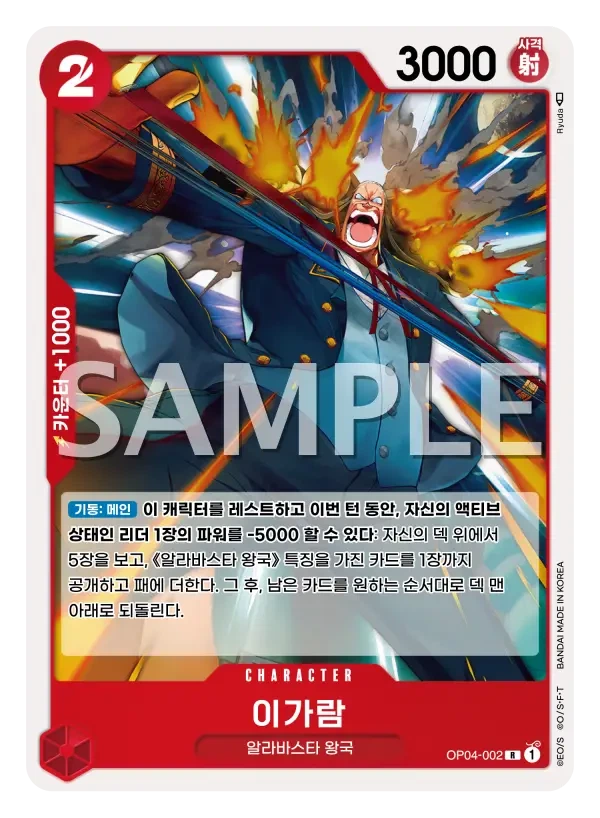 2
3000
사격
射
Ryuda
카운터 +1000
SAMPLE
기동: 메인 이 캐릭터를 레스트하고 이번 턴 동안, 자신의 액티브
상태인 리더 1장의 파워를 -5000 할 수 있다: 자신의 덱 위에서
5장을 보고, 《알라바스타 왕국》 특징을 가진 카드를 1장까지
공개하고 패에 더한다. 그 후, 남은 카드를 원하는 순서대로 덱 맨
아래로 되돌린다.
CHARACTER
이가람
알라바스타 왕국
OP04-002 R 1
©EO/S ©O/S·F·T BANDAI MADE IN KOREA